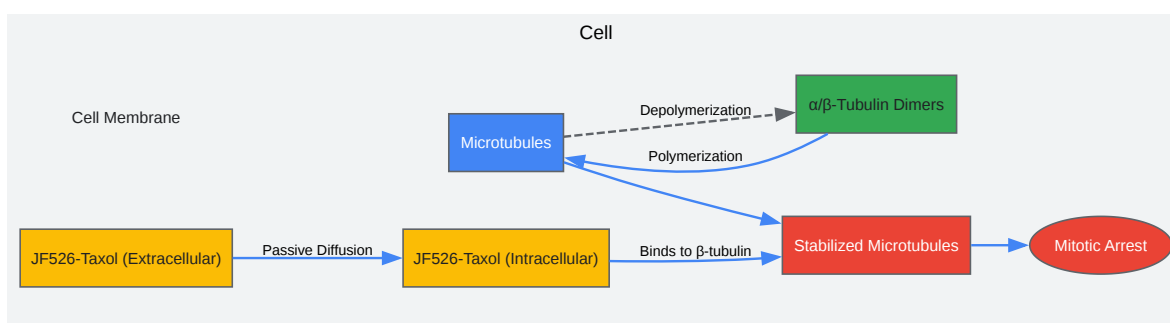 Cell
Cell Membrane
Microtubules
Depolymerization
α/β-Tubulin Dimers
Polymerization
JF526-Taxol (Extracellular)
Passive Diffusion
JF526-Taxol (Intracellular)
Binds to β-tubulin
Stabilized Microtubules
Mitotic Arrest